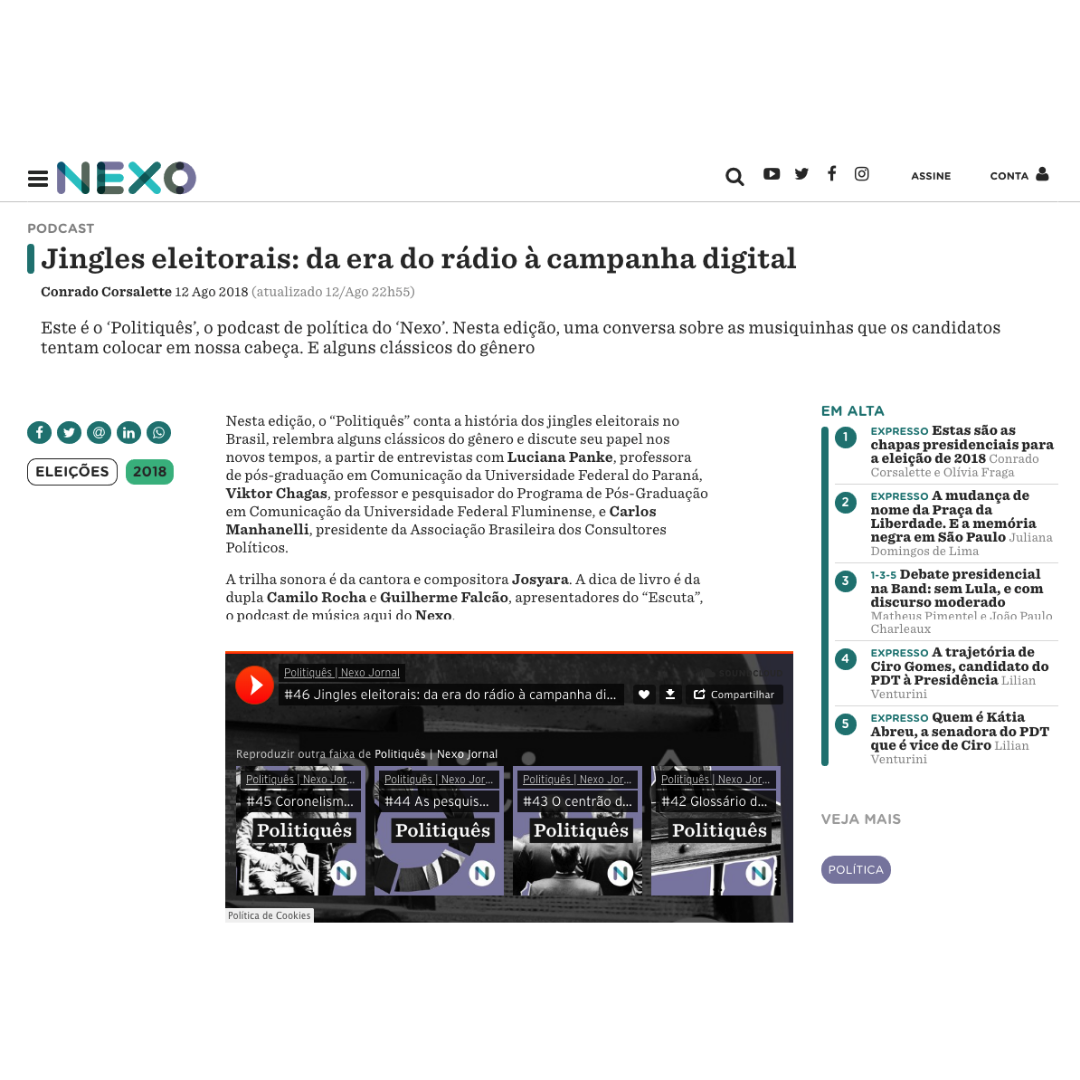 NEXO
ASSINE
CONTA
PODCAST
Jingles eleitorais: da era do rádio à campanha digital
Conrado Corsalette 12 Ago 2018 (atualizado 12/Ago 22h55)
Este é o ‘Politiquês’, o podcast de política do ‘Nexo’. Nesta edição, uma conversa sobre as musiquinhas que os candidatos
tentam colocar em nossa cabeça. E alguns clássicos do gênero
ELEIÇÕES
2018
Nesta edição, o “Politiquês” conta a história dos jingles eleitorais no
Brasil, relembra alguns clássicos do gênero e discute seu papel nos
novos tempos, a partir de entrevistas com Luciana Panke, professora
de pós-graduação em Comunicação da Universidade Federal do Paraná,
Viktor Chagas, professor e pesquisador do Programa de Pós-Graduação
em Comunicação da Universidade Federal Fluminense, e Carlos
Manhanelli, presidente da Associação Brasileira dos Consultores
Políticos.
A trilha sonora é da cantora e compositora Josyara. A dica de livro é da
dupla Camilo Rocha e Guilherme Falcão, apresentadores do “Escuta”,
o podcast de música aqui do Nexo.
Politiquês | Nexo Jornal
#46 Jingles eleitorais: da era do rádio à campanha di...
Compartilhar
Reproduzir outra faixa de Politiquês | Nexo Jornal
Politiquês | Nexo Jor...
#45 Coronelism...
Politiquês
N
Politiquês | Nexo Jor...
#44 As pesquis...
Politiquês
N
Politiquês | Nexo Jor...
#43 O centrão d...
Politiquês
N
Politiquês | Nexo Jor...
#42 Glossário d...
Politiquês
N
Política de Cookies
EM ALTA
1
EXPRESSO Estas são as
chapas presidenciais para
a eleição de 2018 Conrado
Corsalette e Olívia Fraga
2
EXPRESSO A mudança de
nome da Praça da
Liberdade. E a memória
negra em São Paulo Juliana
Domingos de Lima
3
1-3-5 Debate presidencial
na Band: sem Lula, e com
discurso moderado
Matheus Pimentel e João Paulo
Charleaux
4
EXPRESSO A trajetória de
Ciro Gomes, candidato do
PDT à Presidência Lilian
Venturini
5
EXPRESSO Quem é Kátia
Abreu, a senadora do PDT
que é vice de Ciro Lilian
Venturini
VEJA MAIS
POLÍTICA